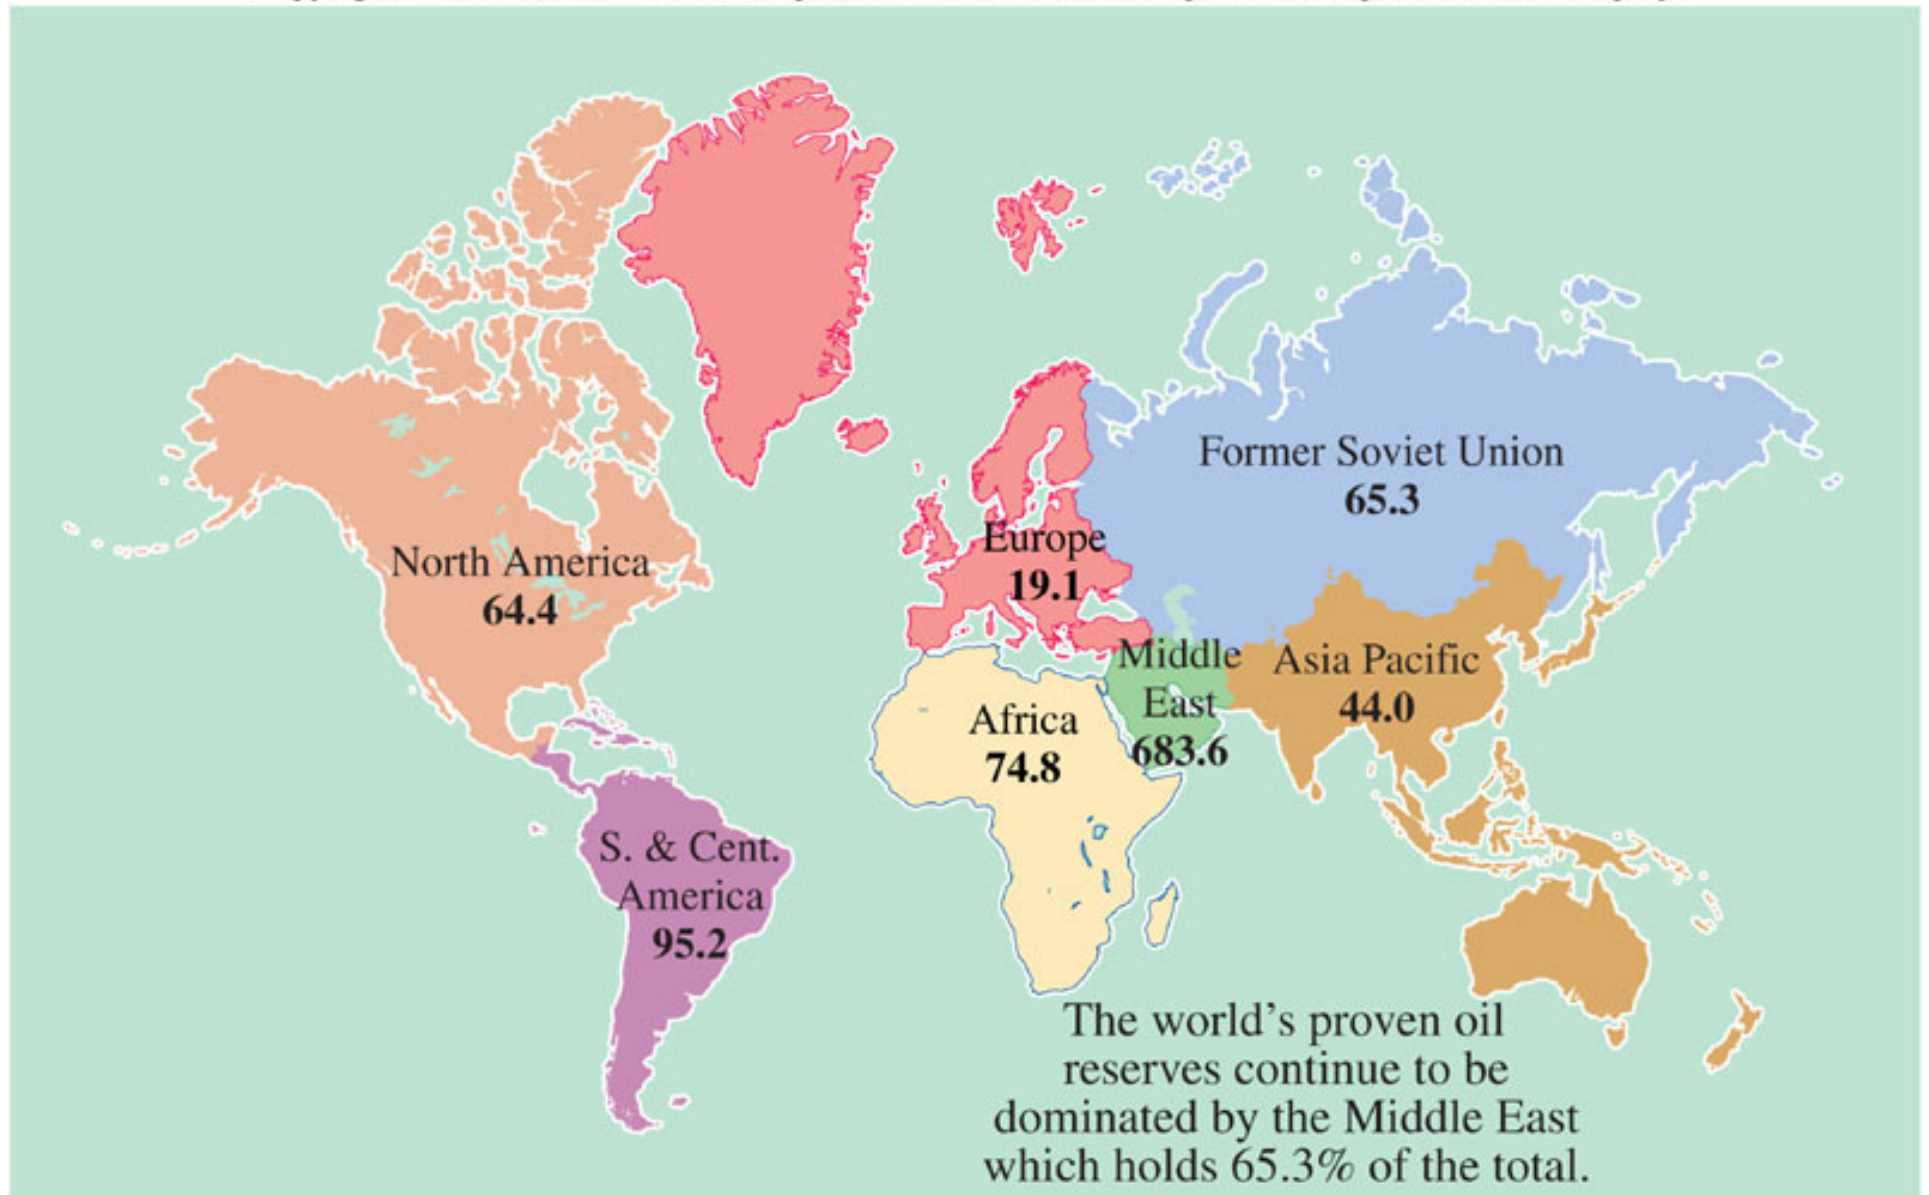 North America
64.4
S. & Cent.
America
95.2
Europe
19.1
Africa
74.8
Middle
East
683.6
Former Soviet Union
65.3
Asia Pacific
44.0
The world's proven oil
reserves continue to be
dominated by the Middle East
which holds 65.3% of the total.